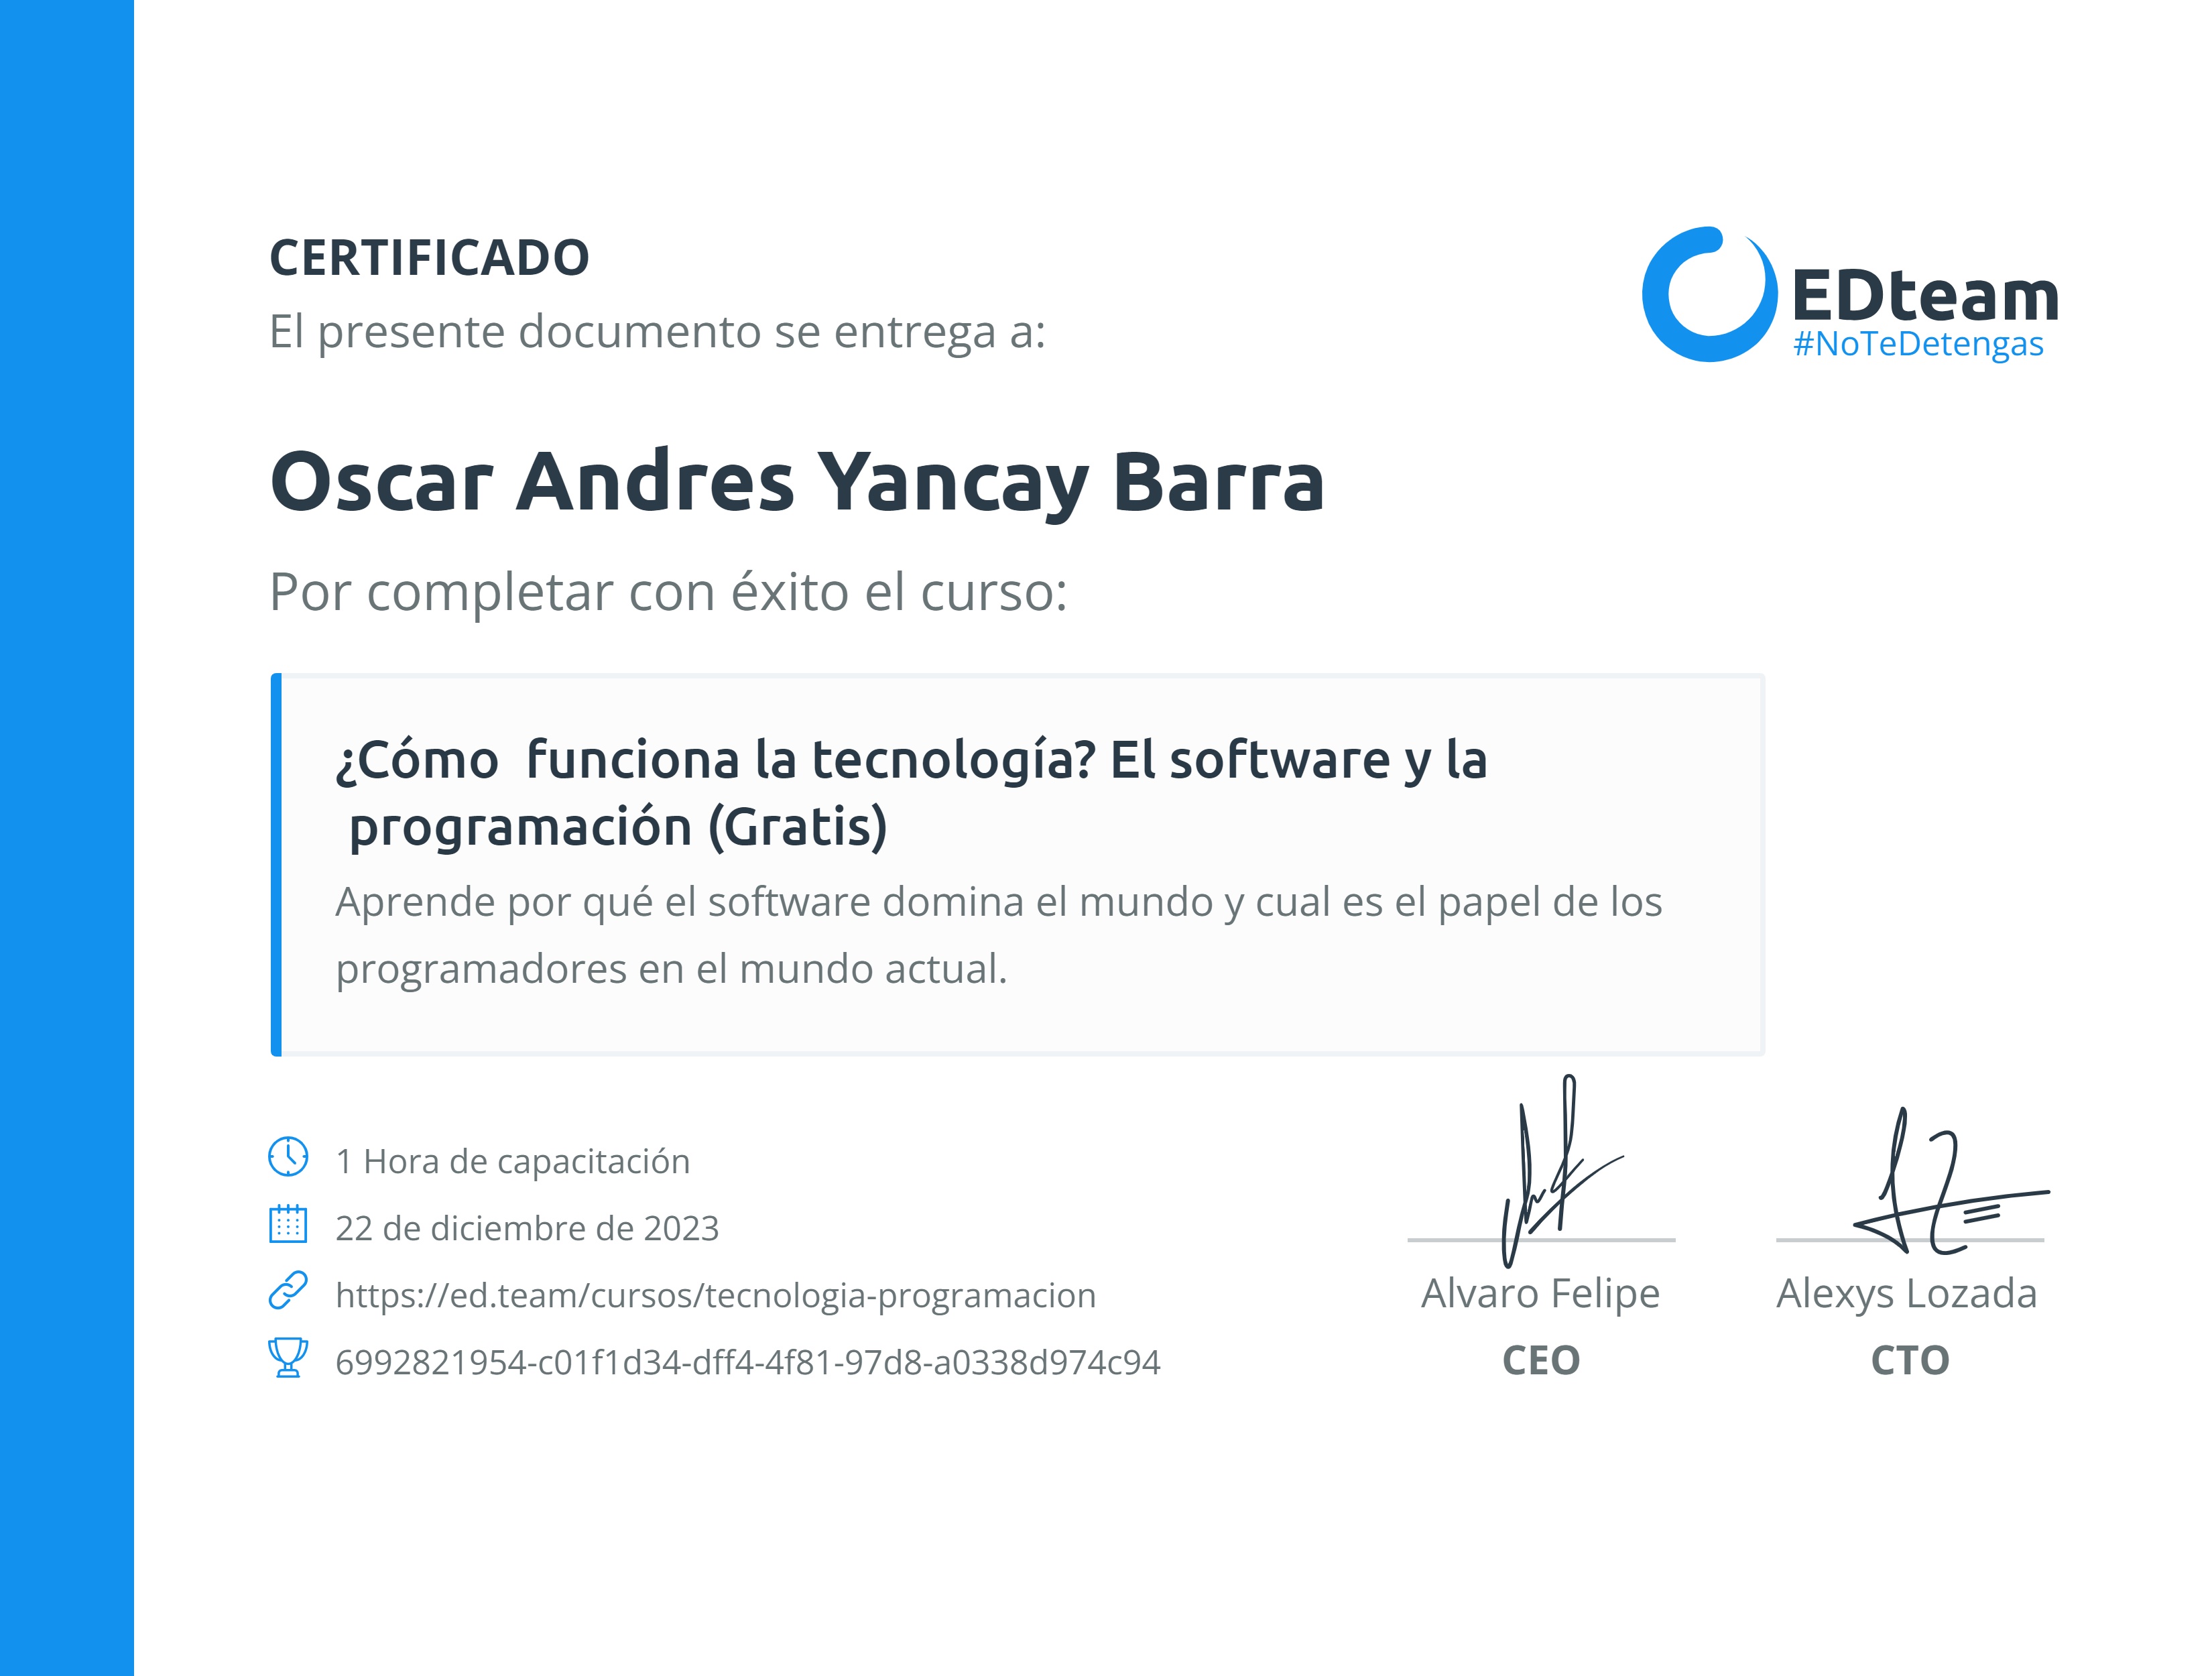 CERTIFICADO
El presente documento se entrega a:
EDteam
#NoTeDetengas
Oscar Andres Yancay Barra
Por completar con éxito el curso:
¿Cómo  funciona la tecnología? El software y la
programación (Gratis)
Aprende por qué el software domina el mundo y cual es el papel de los
programadores en el mundo actual.
1 Hora de capacitación
22 de diciembre de 2023
https://ed.team/cursos/tecnologia-programacion
6992821954-c01f1d34-dff4-4f81-97d8-a0338d974c94
Alvaro Felipe
CEO
Alexys Lozada
CTO